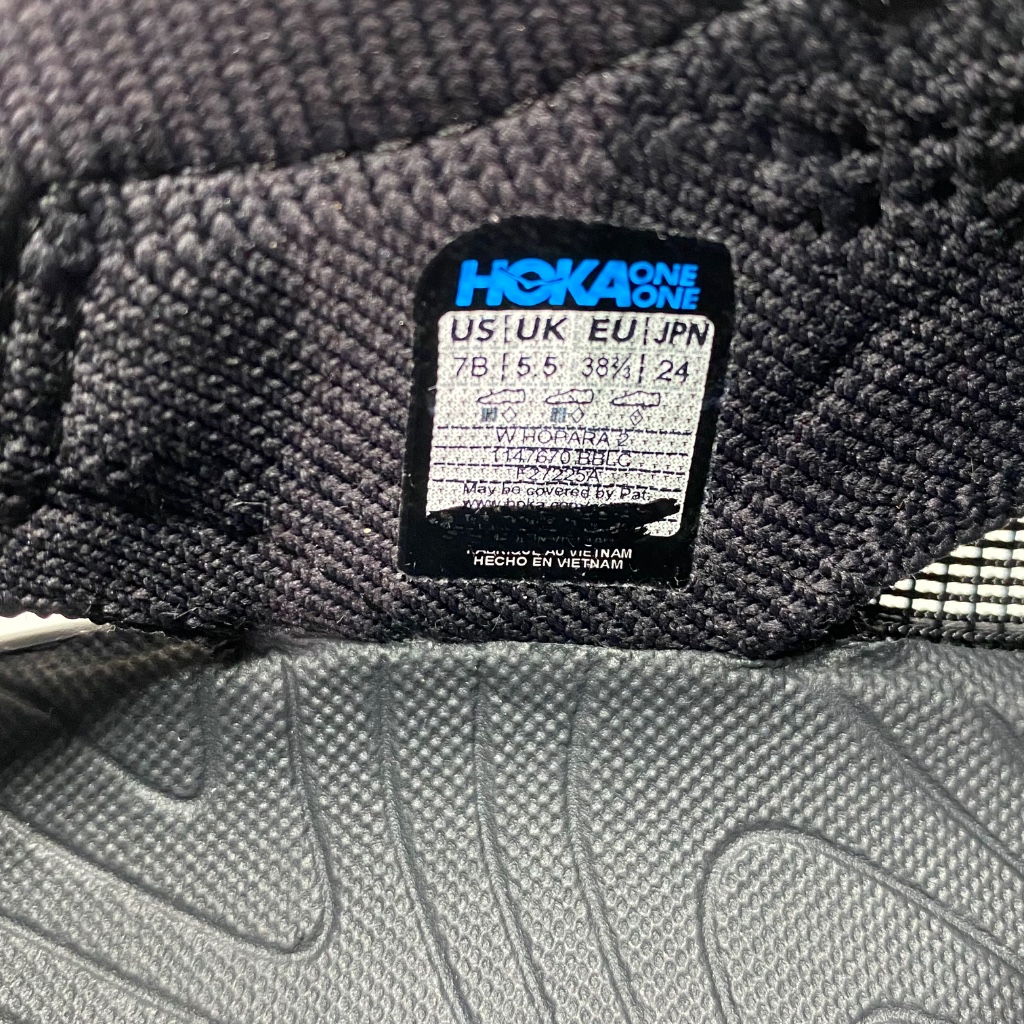 HOKA ONE ONE
US UK EU JPN
7B 5.5 38⅔ 24
W HOPARA 2
1147670 BBLC
F27225A
May be covered by Pat.
FABRIQUE AU VIETNAM
HECHO EN VIETNAM